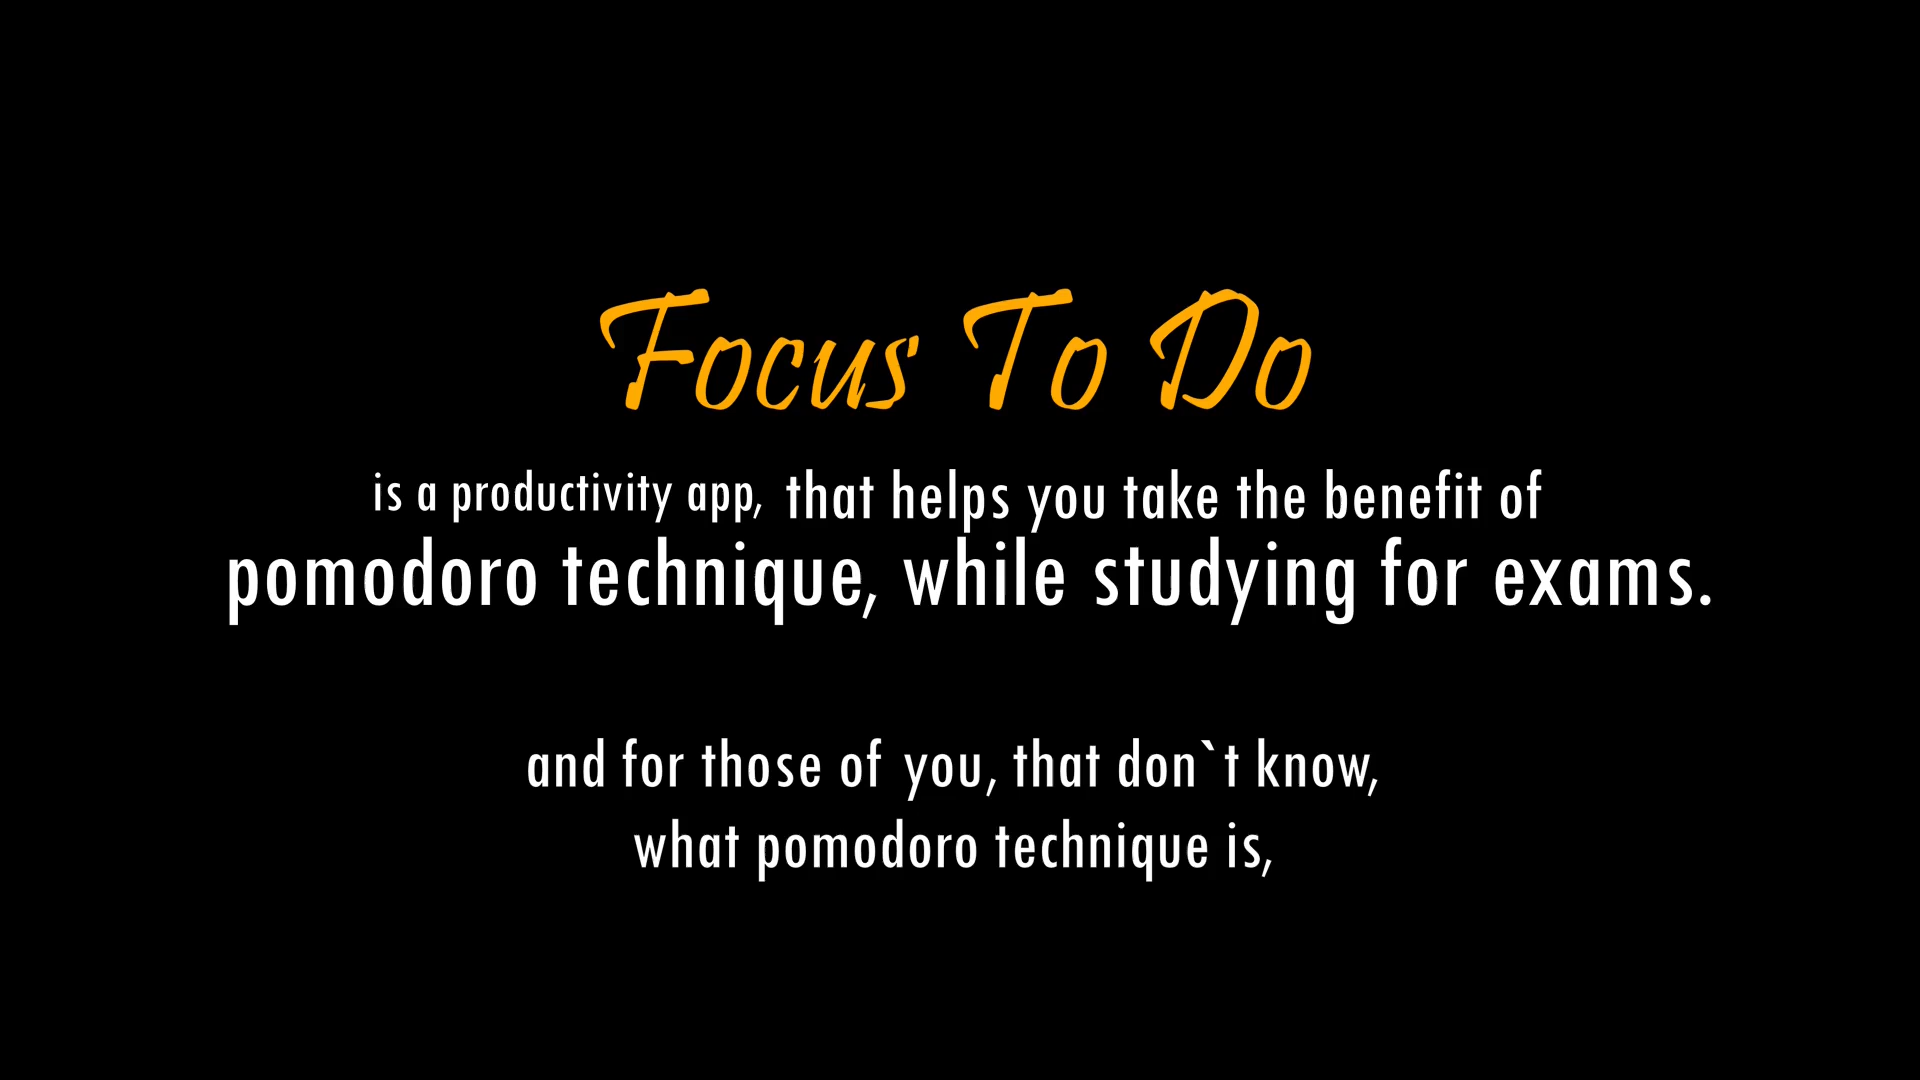 Focus To Do
is a productivity app, that helps you take the benefit of
pomodoro technique, while studying for exams.
and for those of you, that don`t know,
what pomodoro technique is,